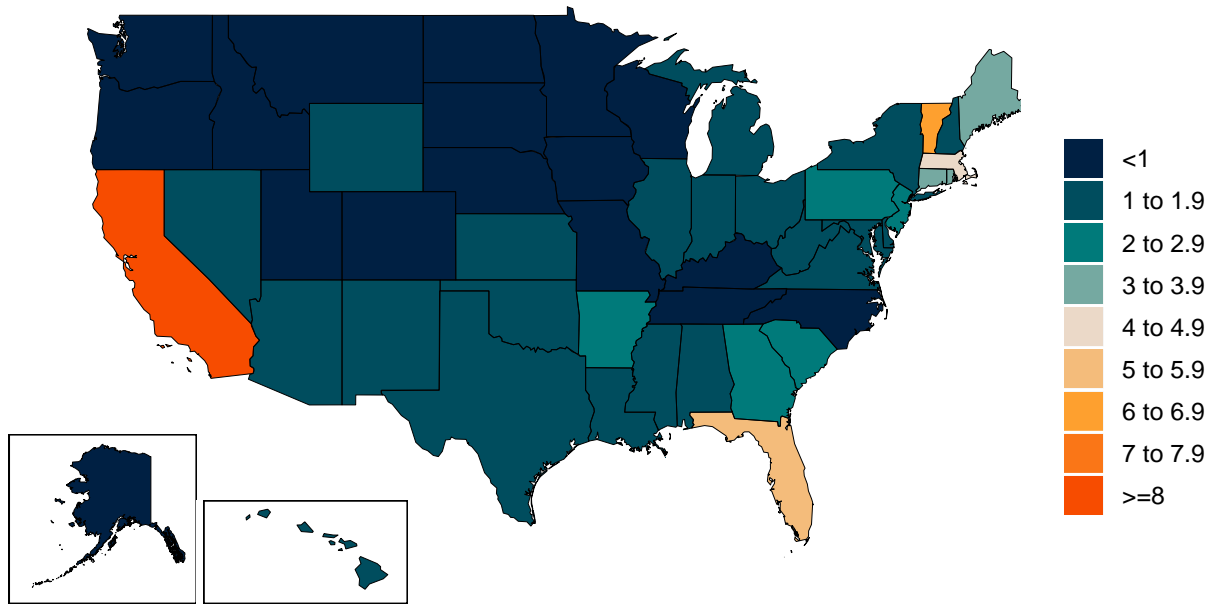 <1
1 to 1.9
2 to 2.9
3 to 3.9
4 to 4.9
5 to 5.9
6 to 6.9
7 to 7.9
>=8